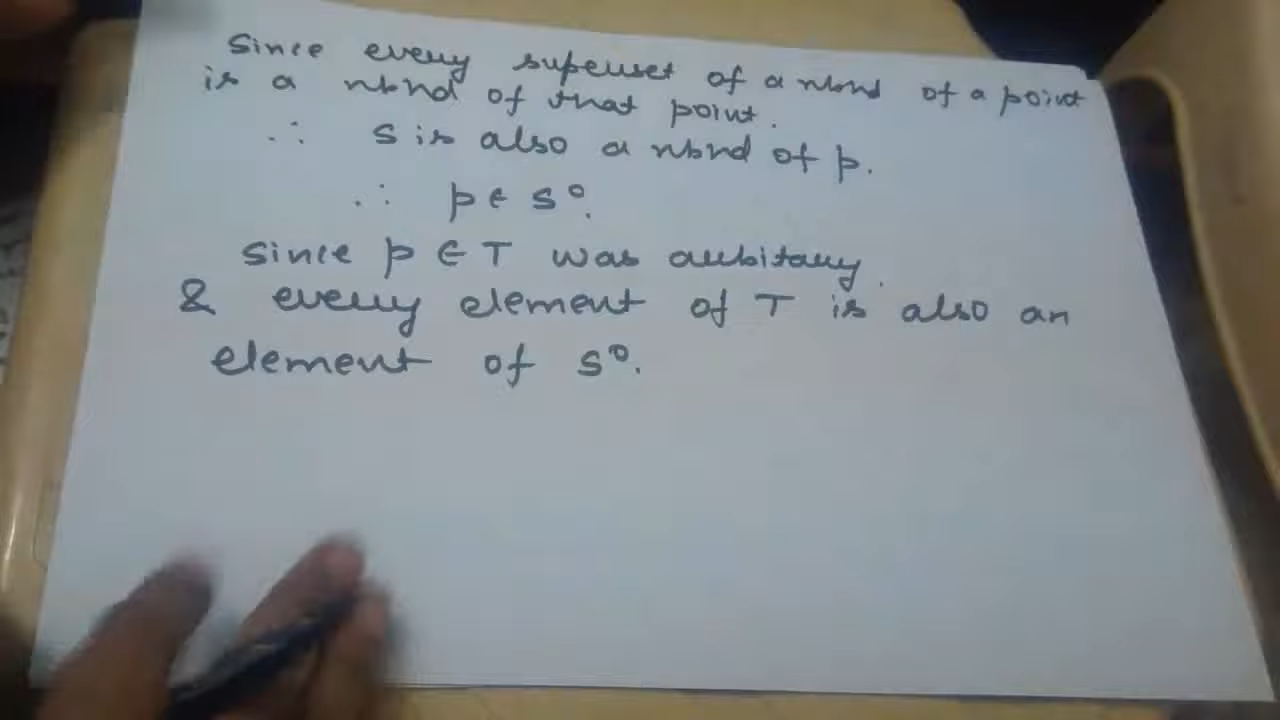 Since every superset of a nbhd of a point
is a nbhd of that point.
∴ S is also a nbhd of p.
∴ p ∈ S°.
Since p ∈ T was arbitary.
& every element of T is also an
element of S°.